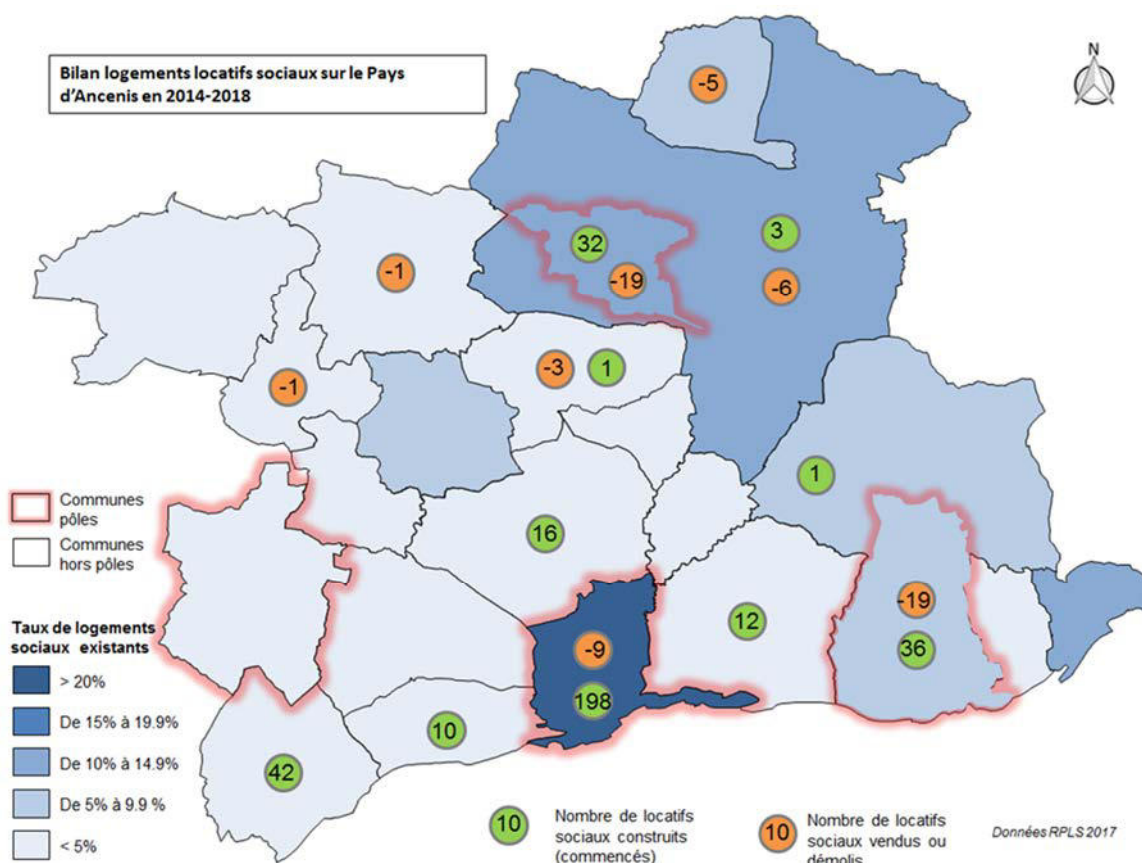 Bilan logements locatifs sociaux sur le Pays
d'Ancenis en 2014-2018
N
-5
3
32
-19
-6
-1
-3
1
-1
1
16
Communes
pôles
Communes
hors pôles
-19
12
36
-9
198
10
42
Taux de logements
sociaux existants
> 20%
De 15% à 19.9%
De 10% à 14.9%
De 5% à 9.9 %
< 5%
10
Nombre de locatifs
sociaux construits
(commencés)
10
Nombre de locatifs
sociaux vendus ou
démolis
Données RPLS 2017